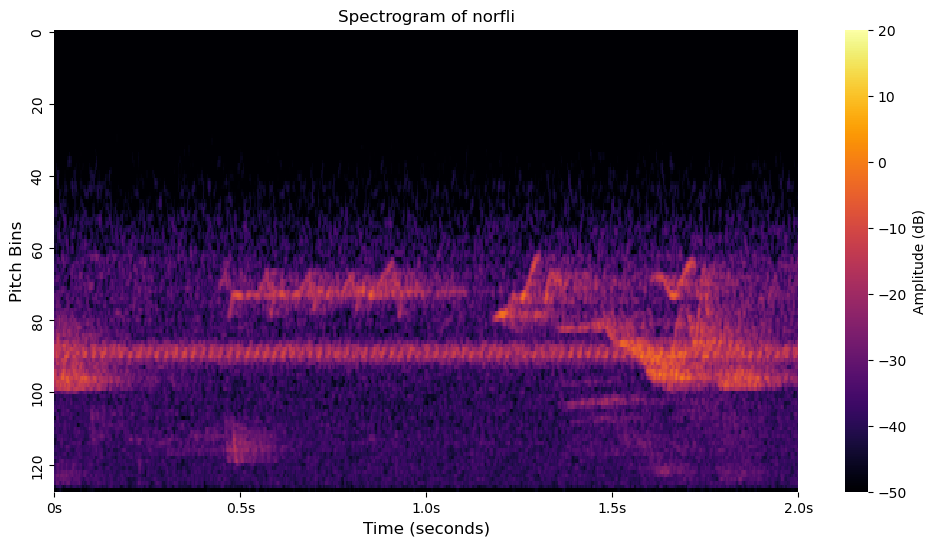 Spectrogram of norfli
0
20
40
60
80
100
120
Pitch Bins
0s
0.5s
1.0s
1.5s
2.0s
Time (seconds)
20
10
0
−10
−20
−30
−40
−50
Amplitude (dB)